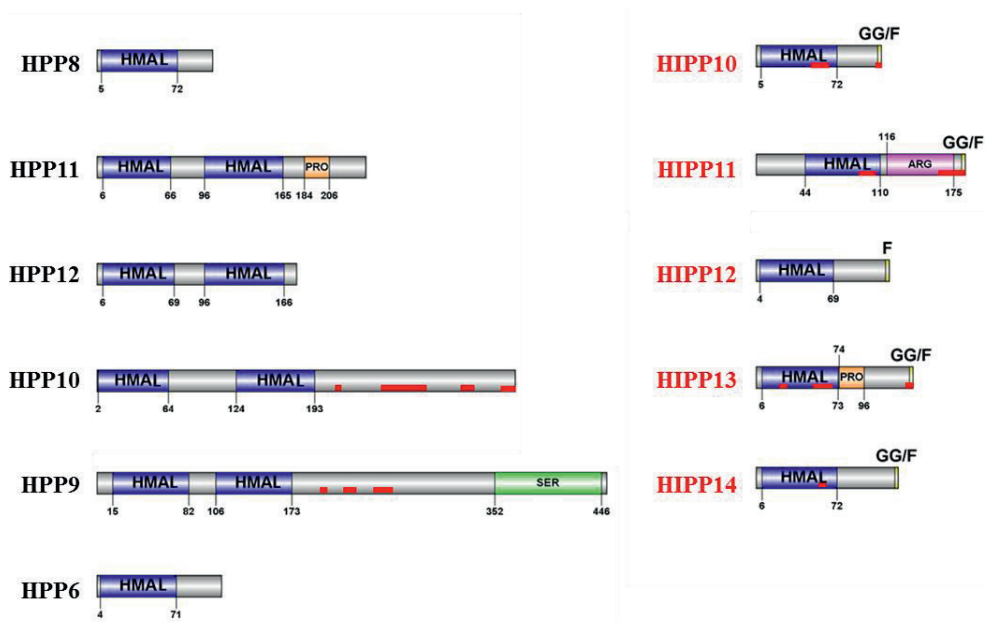 HPP8
HMAL
5 72
HPP11
HMAL HMAL PRO
6 66 96 165 184 206
HPP12
HMAL HMAL
6 69 96 166
HPP10
HMAL HMAL
2 64 124 193
HPP9
HMAL HMAL SER
15 82 106 173 352 446
HPP6
HMAL
4 71
GG/F
HIPP10
HMAL
5 72
116 GG/F
HIPP11
HMAL ARG
44 110 175
F
HIPP12
HMAL
4 69
74 GG/F
HIPP13
HMAL PRO
6 73 96
GG/F
HIPP14
HMAL
6 72